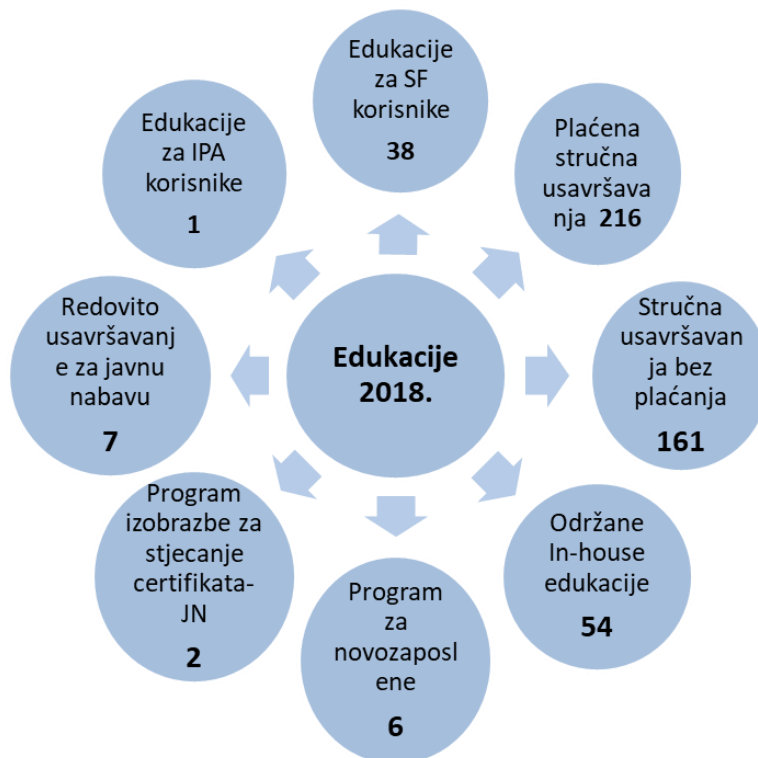 Edukacije
za SF
korisnike
38
Plaćena
stručna
usavršava
nja 216
Stručna
usavršavan
ja bez
plaćanja
161
Održane
In-house
edukacije
54
Program
za
novozaposl
ene
6
Program
izobrazbe za
stjecanje
certifikata-
JN
2
Redovito
usavršavanj
e za javnu
nabavu
7
Edukacije
za IPA
korisnike
1
Edukacije
2018.